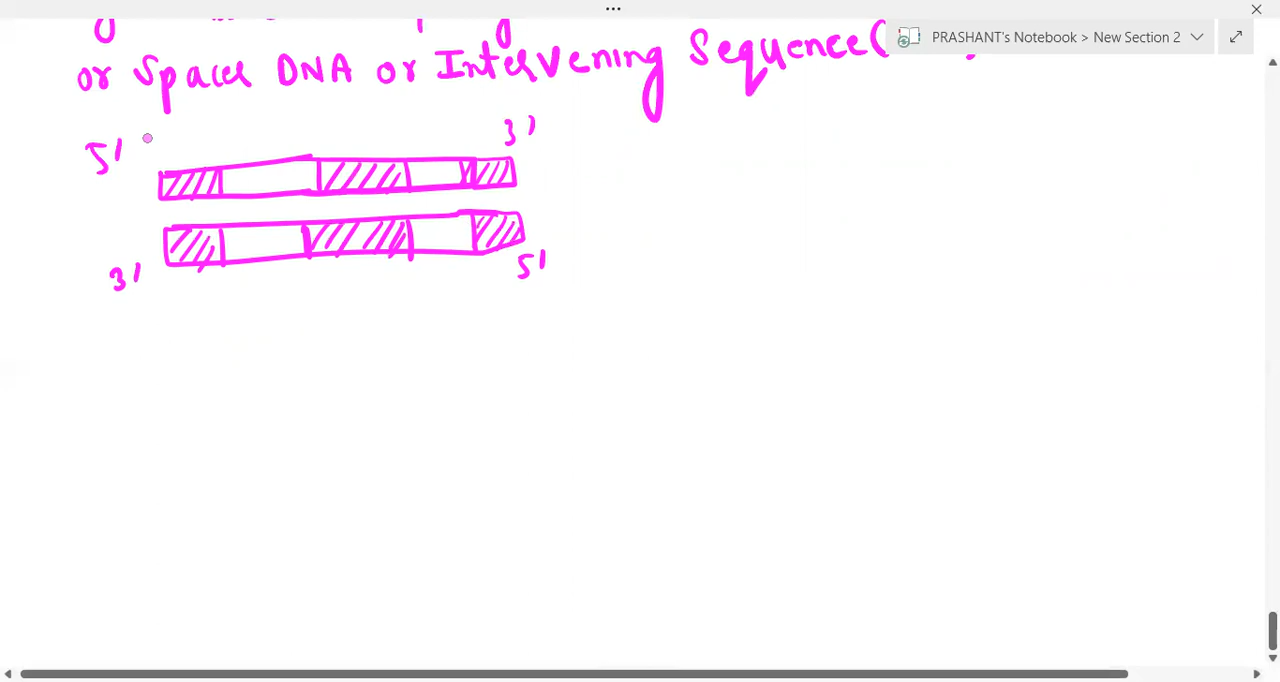 PRASHANT's Notebook > New Section 2
or Space DNA or Intervening Sequence(
5' 3'
3' 5'